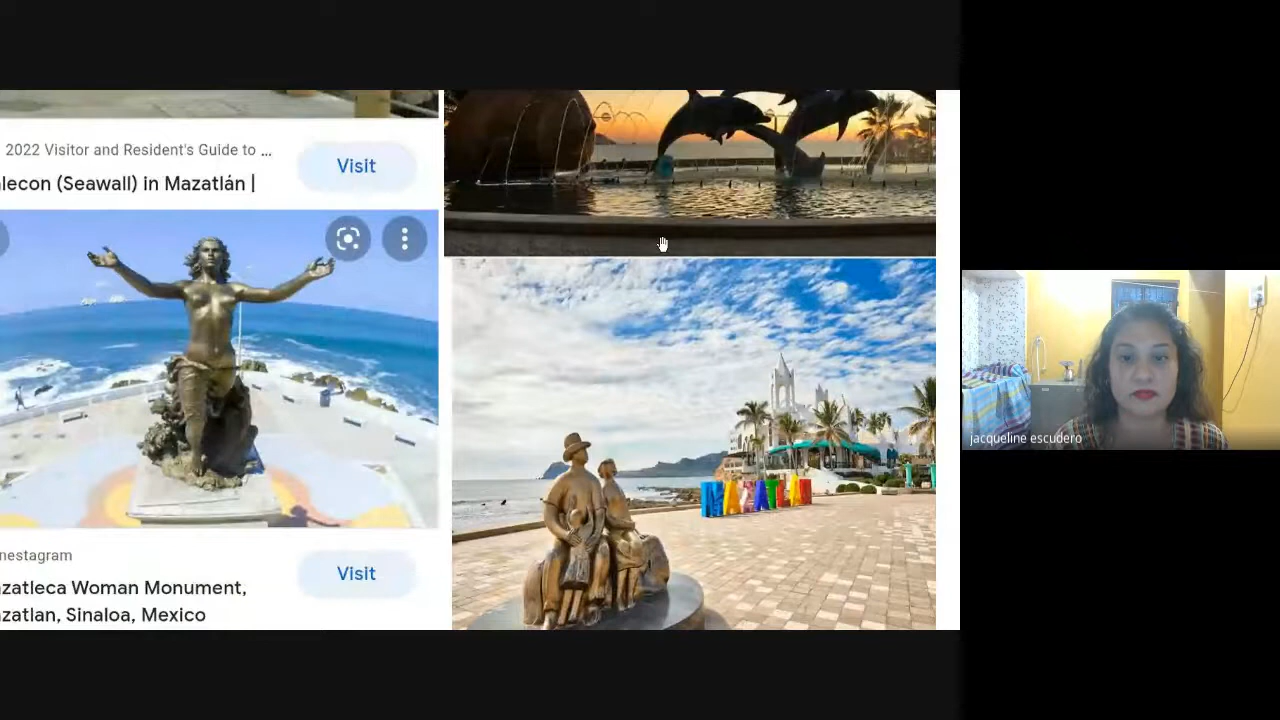 2022 Visitor and Resident's Guide to ...
lecon (Seawall) in Mazatlán |
Visit
MAZATLÁN
nestagram
zatleca Woman Monument,
zatlan, Sinaloa, Mexico
Visit
jacqueline escudero